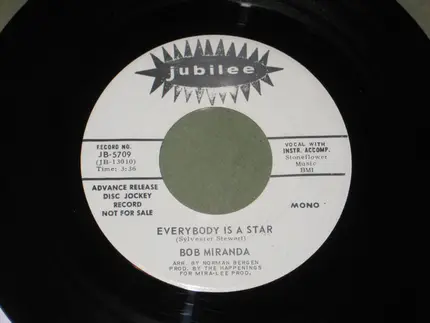 jubilee
RECORD NO.
JB-5709
(JB-13010)
Time: 3:36
VOCAL WITH
INSTR. ACCOMP.
Stoneflower
Music
BMI
ADVANCE RELEASE
DISC JOCKEY
RECORD
NOT FOR SALE
MONO
EVERYBODY IS A STAR
(Sylvester Stewart)
BOB MIRANDA
ARR. BY NORMAN BERGEN
PROD. BY THE HAPPENINGS
FOR MIRA-LEE PROD.